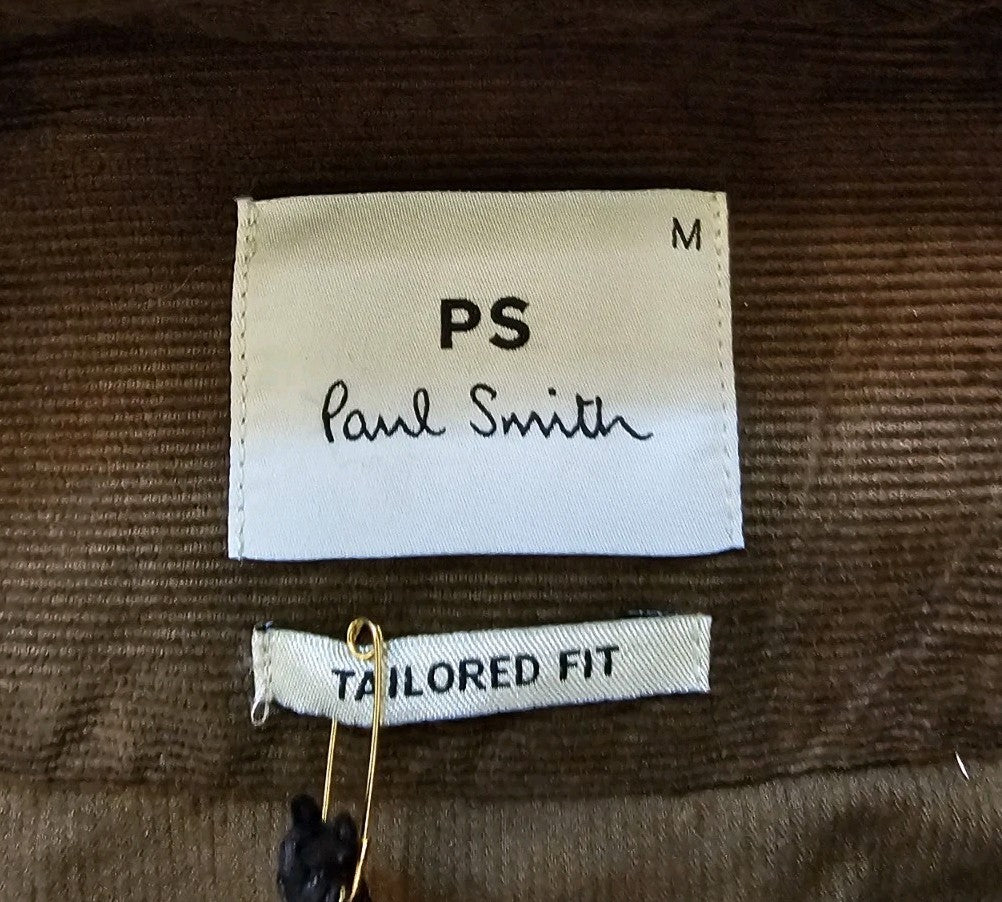 M
PS
Paul Smith
TAILORED FIT